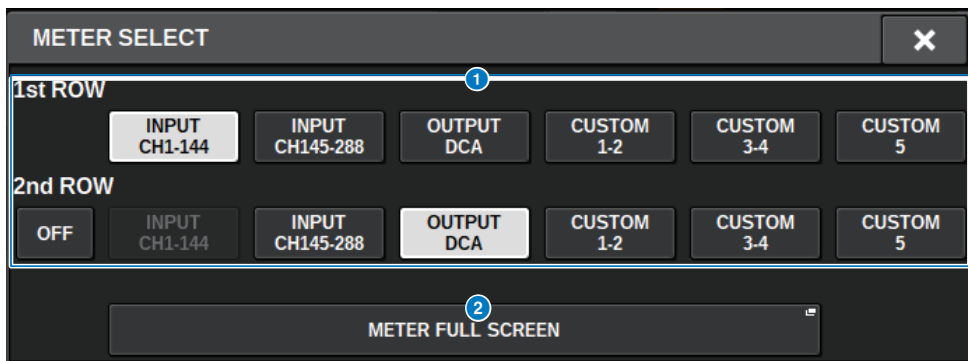 METER SELECT
1
1st ROW
INPUT CH1-144 INPUT CH145-288 OUTPUT DCA CUSTOM 1-2 CUSTOM 3-4 CUSTOM 5
2nd ROW
OFF INPUT CH1-144 INPUT CH145-288 OUTPUT DCA CUSTOM 1-2 CUSTOM 3-4 CUSTOM 5
2
METER FULL SCREEN